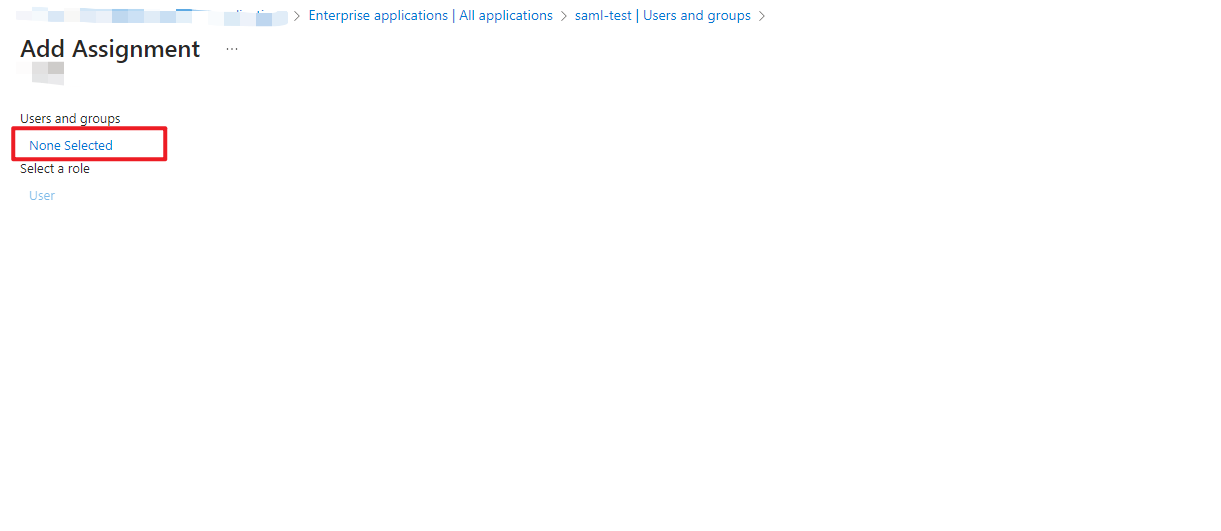 Enterprise applications | All applications > saml-test | Users and groups >
Add Assignment ...
Users and groups
None Selected
Select a role
User